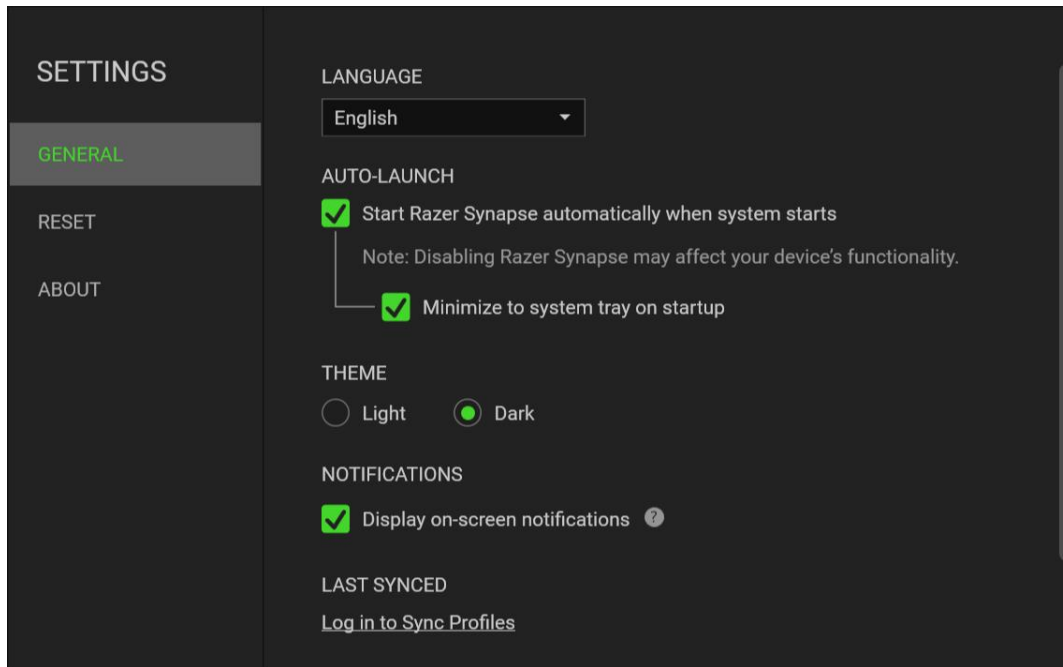 SETTINGS
GENERAL
RESET
ABOUT
LANGUAGE
English
AUTO-LAUNCH
Start Razer Synapse automatically when system starts
Note: Disabling Razer Synapse may affect your device’s functionality.
Minimize to system tray on startup
THEME
Light Dark
NOTIFICATIONS
Display on-screen notifications ?
LAST SYNCED
Log in to Sync Profiles